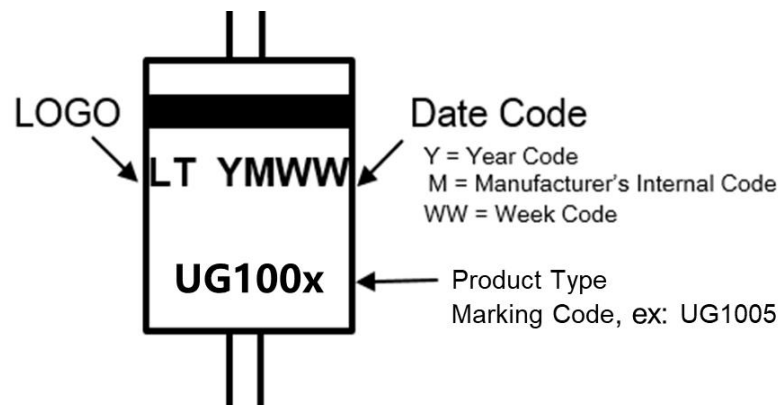 LOGO
Date Code
Y = Year Code
M = Manufacturer's Internal Code
WW = Week Code
LT YMWW
UG100x
Product Type
Marking Code, ex: UG1005